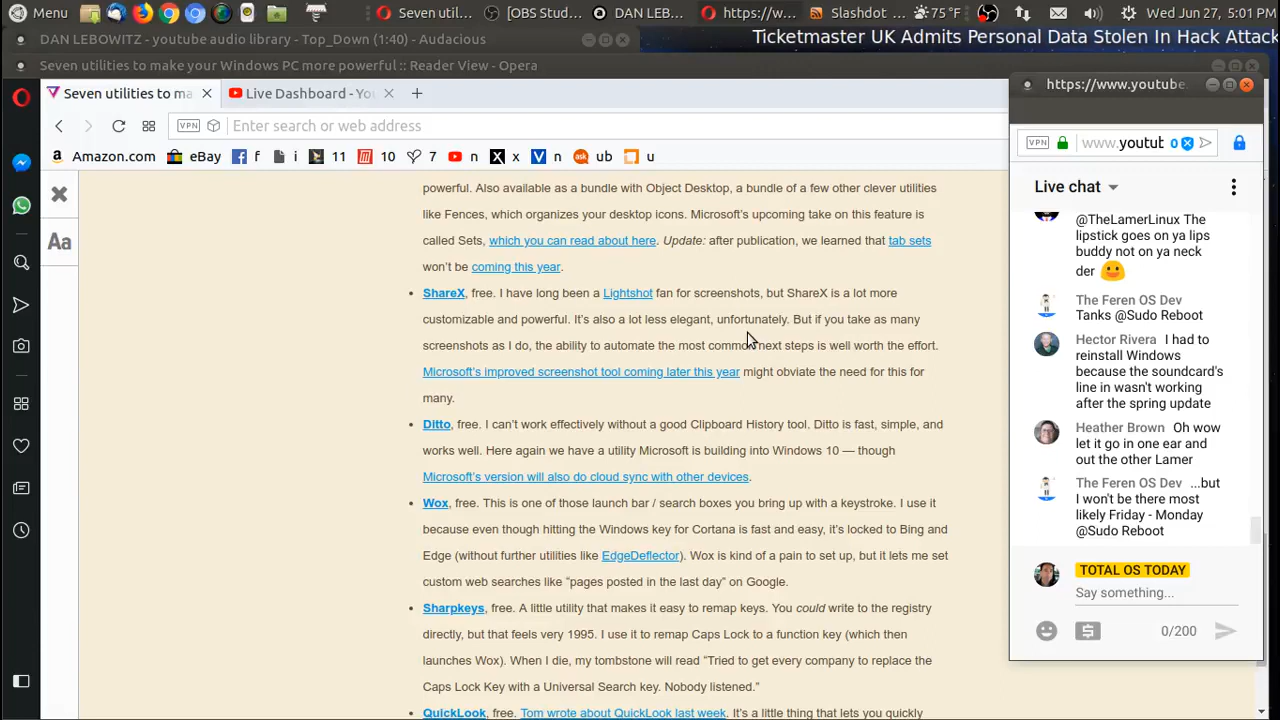 Menu
Seven util...
[OBS Stud...
DAN LEB...
https://w...
Slashdot ...
75°F
Wed Jun 27, 5:01 PM
DAN LEBOWITZ - youtube audio library - Top_Down (1:40) - Audacious
Ticketmaster UK Admits Personal Data Stolen In Hack Attack
Seven utilities to make your Windows PC more powerful :: Reader View - Opera
Seven utilities to ma
Live Dashboard - Yo
VPN
Enter search or web address
Amazon.com
eBay
f
i
11
10
7
n
x
n
ub
u
Aa
powerful. Also available as a bundle with Object Desktop, a bundle of a few other clever utilities
like Fences, which organizes your desktop icons. Microsoft's upcoming take on this feature is
called Sets, which you can read about here. Update: after publication, we learned that tab sets
won't be coming this year.
ShareX, free. I have long been a Lightshot fan for screenshots, but ShareX is a lot more
customizable and powerful. It's also a lot less elegant, unfortunately. But if you take as many
screenshots as I do, the ability to automate the most common next steps is well worth the effort.
Microsoft's improved screenshot tool coming later this year might obviate the need for this for
many.
Ditto, free. I can't work effectively without a good Clipboard History tool. Ditto is fast, simple, and
works well. Here again we have a utility Microsoft is building into Windows 10 — though
Microsoft's version will also do cloud sync with other devices.
Wox, free. This is one of those launch bar / search boxes you bring up with a keystroke. I use it
because even though hitting the Windows key for Cortana is fast and easy, it's locked to Bing and
Edge (without further utilities like EdgeDeflector). Wox is kind of a pain to set up, but it lets me set
custom web searches like "pages posted in the last day" on Google.
Sharpkeys, free. A little utility that makes it easy to remap keys. You could write to the registry
directly, but that feels very 1995. I use it to remap Caps Lock to a function key (which then
launches Wox). When I die, my tombstone will read "Tried to get every company to replace the
Caps Lock Key with a Universal Search key. Nobody listened."
QuickLook, free. Tom wrote about QuickLook last week. It's a little thing that lets you quickly
https://www.youtube.
VPN
www.youtub
0
Live chat
@TheLamerLinux The
lipstick goes on ya lips
buddy not on ya neck
der
The Feren OS Dev
Tanks @Sudo Reboot
Hector Rivera I had to
reinstall Windows
because the soundcard's
line in wasn't working
after the spring update
Heather Brown Oh wow
let it go in one ear and
out the other Lamer
The Feren OS Dev ...but
I won't be there most
likely Friday - Monday
@Sudo Reboot
TOTAL OS TODAY
Say something...
0/200